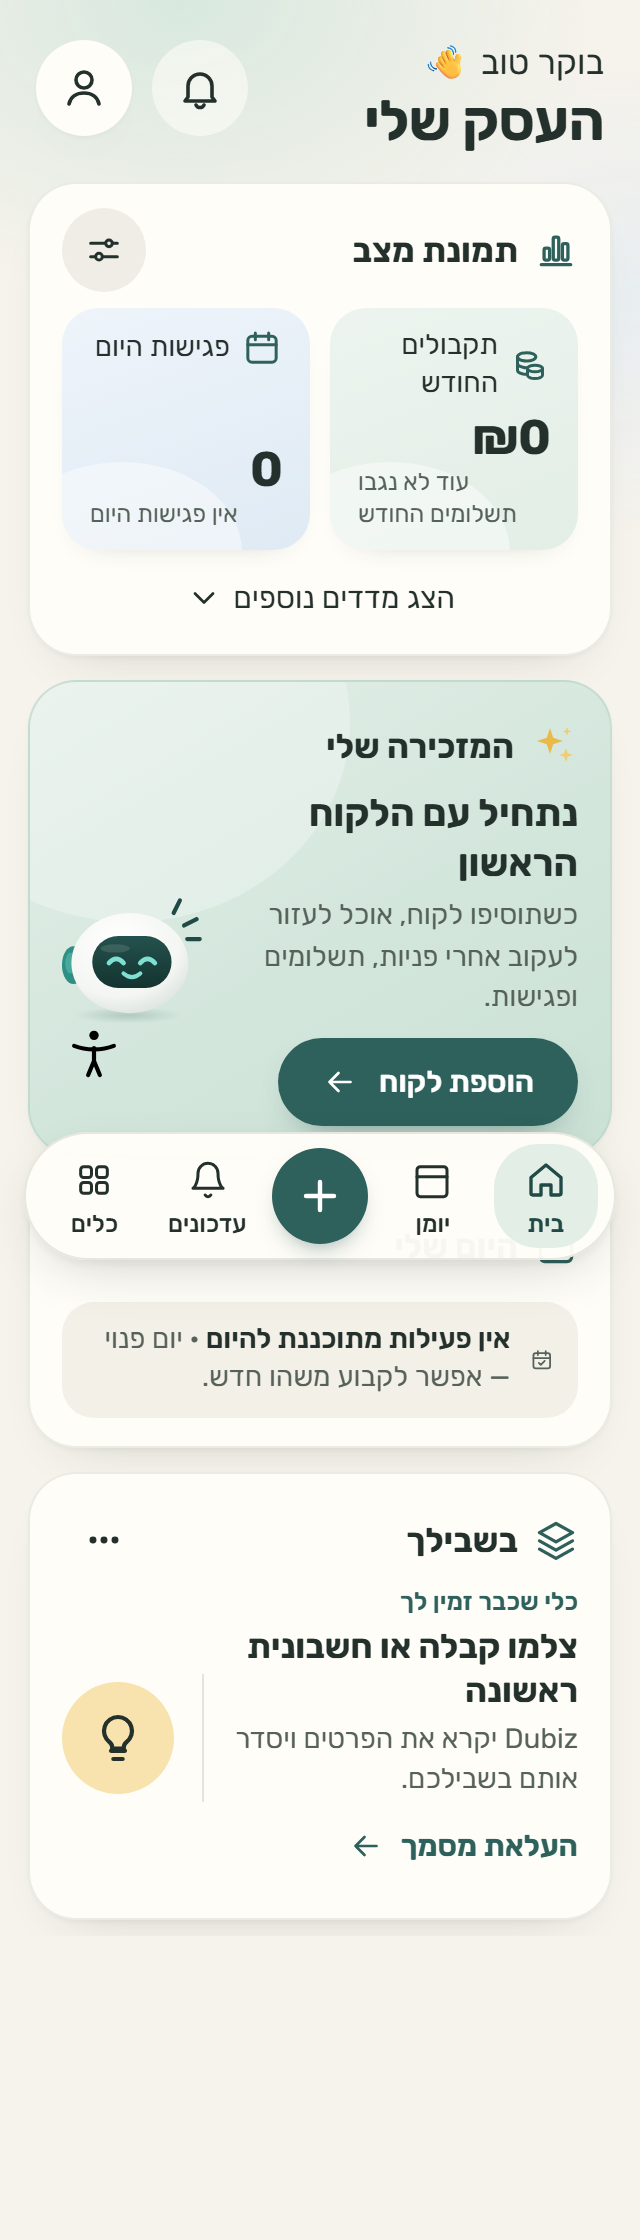 בוקר טוב 👋
העסק שלי
תמונת מצב
תקבולים
החודש
₪0
עוד לא נגבו
תשלומים החודש
פגישות היום
0
אין פגישות היום
הצג מדדים נוספים
המזכירה שלי
נתחיל עם הלקוח
הראשון
כשתוסיפו לקוח, אוכל לעזור
לעקוב אחרי פניות, תשלומים
ופגישות.
הוספת לקוח
בית
יומן
עדכונים
כלים
היום שלי
אין פעילות מתוכננת להיום • יום פנוי
— אפשר לקבוע משהו חדש.
בשבילך
כלי שכבר זמין לך
צלמו קבלה או חשבונית
ראשונה
Dubiz יקרא את הפרטים ויסדר
אותם בשבילכם.
העלאת מסמך